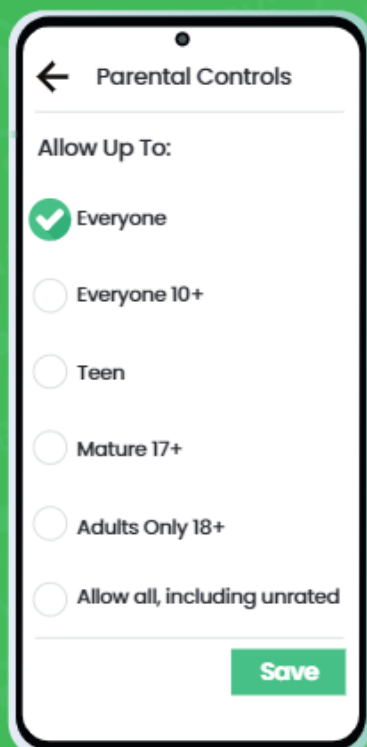 Parental Controls
Allow Up To:
Everyone
Everyone 10+
Teen
Mature 17+
Adults Only 18+
Allow all, including unrated
Save